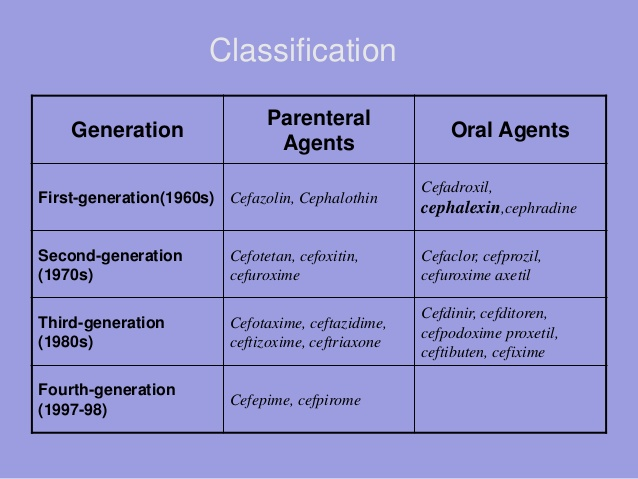 Classification
Generation
Parenteral
Agents
Oral Agents
First-generation(1960s)
Cefazolin, Cephalothin
Cefadroxil,
cephalexin,cephradine
Second-generation
(1970s)
Cefotetan, cefoxitin,
cefuroxime
Cefaclor, cefprozil,
cefuroxime axetil
Third-generation
(1980s)
Cefotaxime, ceftazidime,
ceftizoxime, ceftriaxone
Cefdinir, cefditoren,
cefpodoxime proxetil,
ceftibuten, cefixime
Fourth-generation
(1997-98)
Cefepime, cefpirome